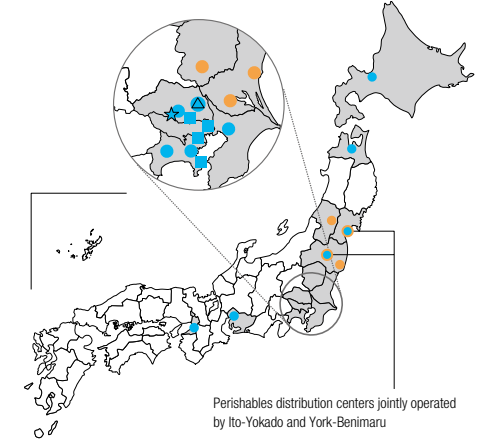 Perishables distribution centers jointly operated
by Ito-Yokado and York-Benimaru